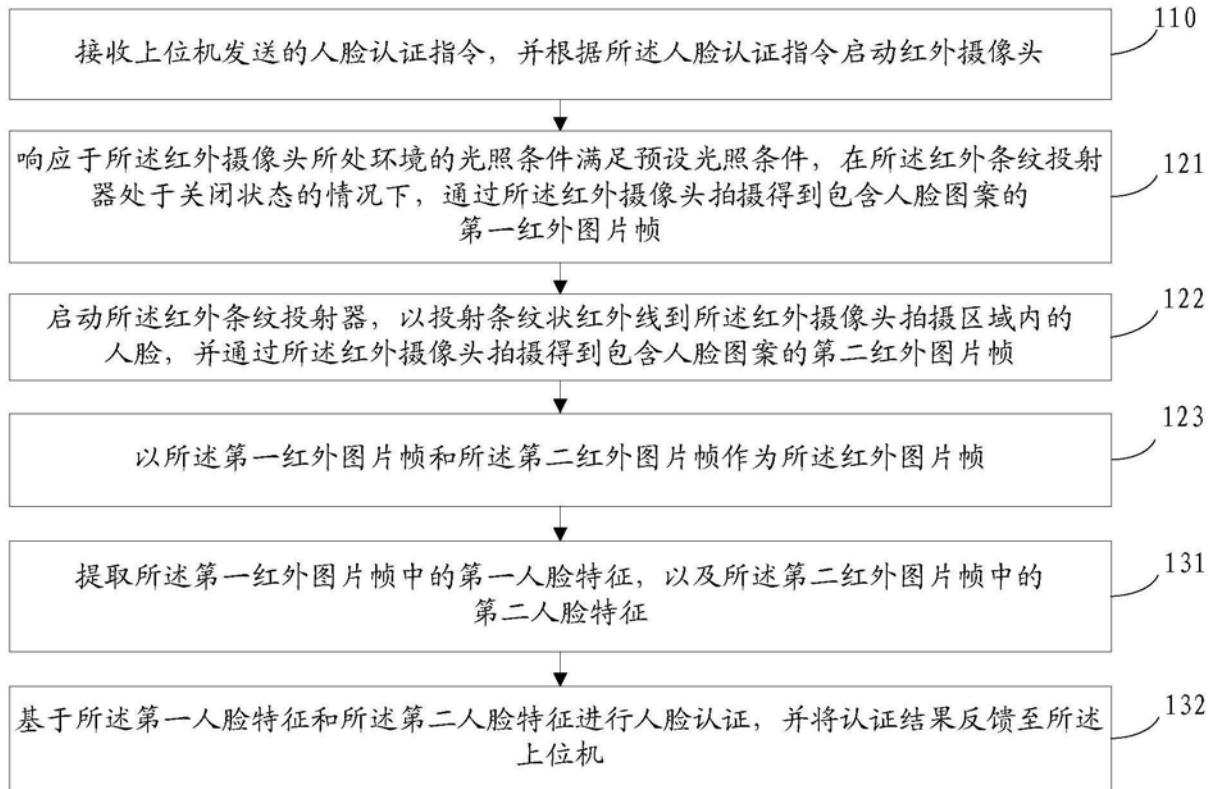 接收上位机发送的人脸认证指令，并根据所述人脸认证指令启动红外摄像头
110
响应于所述红外摄像头所处环境的光照条件满足预设光照条件，在所述红外条纹投射
器处于关闭状态的情况下，通过所述红外摄像头拍摄得到包含人脸图案的
第一红外图片帧
121
启动所述红外条纹投射器，以投射条纹状红外线到所述红外摄像头拍摄区域内的
人脸，并通过所述红外摄像头拍摄得到包含人脸图案的第二红外图片帧
122
以所述第一红外图片帧和所述第二红外图片帧作为所述红外图片帧
123
提取所述第一红外图片帧中的第一人脸特征，以及所述第二红外图片帧中的
第二人脸特征
131
基于所述第一人脸特征和所述第二人脸特征进行人脸认证，并将认证结果反馈至所述
上位机
132